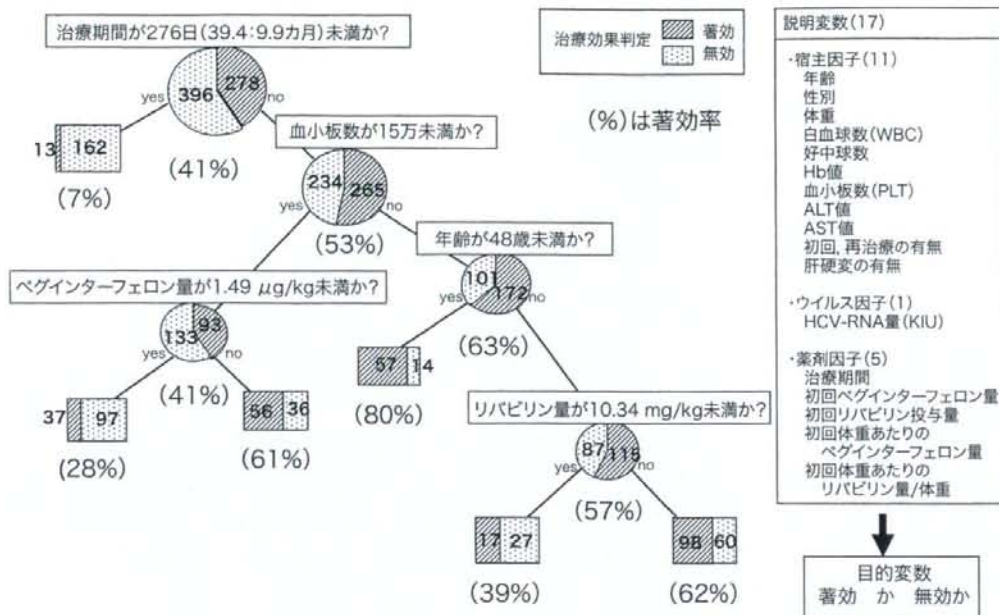 治療期間が276日(39.4:9.9カ月)未満か?
治療効果判定
著効
無効
(%)は著効率
yes
396
278
no
13
162
(7%)
(41%)
血小板数が15万未満か?
234
265
yes
no
(53%)
年齢が48歳未満か?
101
172
yes
no
(63%)
ペグインターフェロン量が1.49 μg/kg未満か?
133
93
yes
no
(41%)
57
14
(80%)
37
97
(28%)
56
36
(61%)
リバビリン量が10.34 mg/kg未満か?
87
115
yes
no
(57%)
17
27
(39%)
98
60
(62%)
説明変数(17)
・宿主因子(11)
年齢
性別
体重
白血球数(WBC)
好中球数
Hb値
血小板数(PLT)
ALT値
AST値
初回, 再治療の有無
肝硬変の有無
・ウイルス因子(1)
HCV-RNA量(KIU)
・薬剤因子(5)
治療期間
初回ペグインターフェロン量
初回リバビリン投与量
初回体重あたりの
ペグインターフェロン量
初回体重あたりの
リバビリン量/体重
目的変数
著効 か 無効か